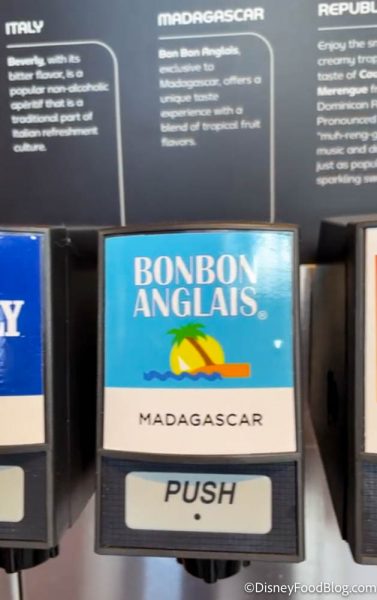 ITALY
Beverly, with its
bitter flavor, is a
popular non-alcoholic
apéritif that is a
traditional part of
Italian refreshment
culture.
MADAGASCAR
Bon Bon Anglais,
exclusive to
Madagascar, offers a
unique taste
experience with a
blend of tropical fruit
flavors.
REPUBL
Enjoy the
creamy
taste of
Merengue
Dominican R
Pronounced
"muh-reng-g
music and
just as popu
sparkling
LY
BONBON
ANGLAIS®
MADAGASCAR
PUSH
©DisneyFoodBlog.com